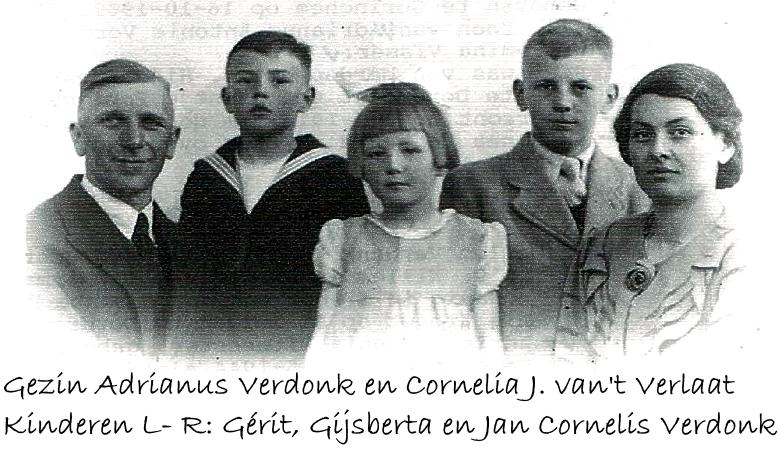 Gezin Adrianus Verdonk en Cornelia J. van't Verlaat
Kinderen L- R: Gérit, Gijsberta en Jan Cornelis Verdonk